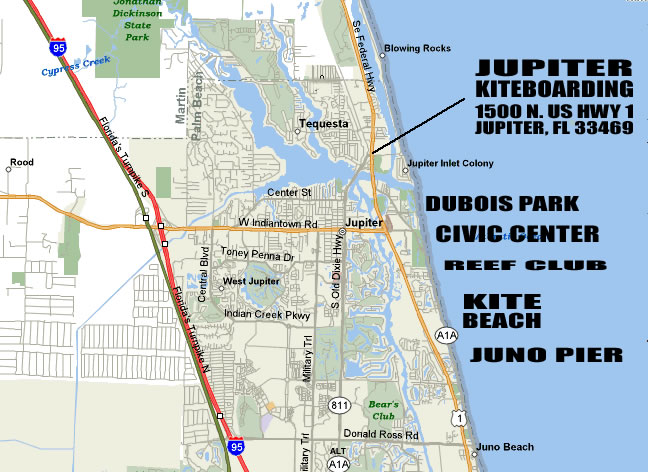 Jonathan
Dickinson
State
Park
95
Cypress Creek
Se Federal Hwy
Blowing Rocks
JUPITER
KITEBOARDING
1500 N. US HWY 1
JUPITER, FL 33469
Martin
Palm Beach
Tequesta
Florida's Turnpike S
Rood
Jupiter Inlet Colony
Center St
DUBOIS PARK
W Indiantown Rd
Jupiter
CIVIC CENTER
Toney Penna Dr
REEF CLUB
Central Blvd
S Old Dixie Hwy
West Jupiter
Florida's Turnpike N
Indian Creek Pkwy
KITE
BEACH
A1A
JUNO PIER
Military Trl
Bear's
Club
811
1
Donald Ross Rd
95
Military Trl
ALT
A1A
Juno Beach